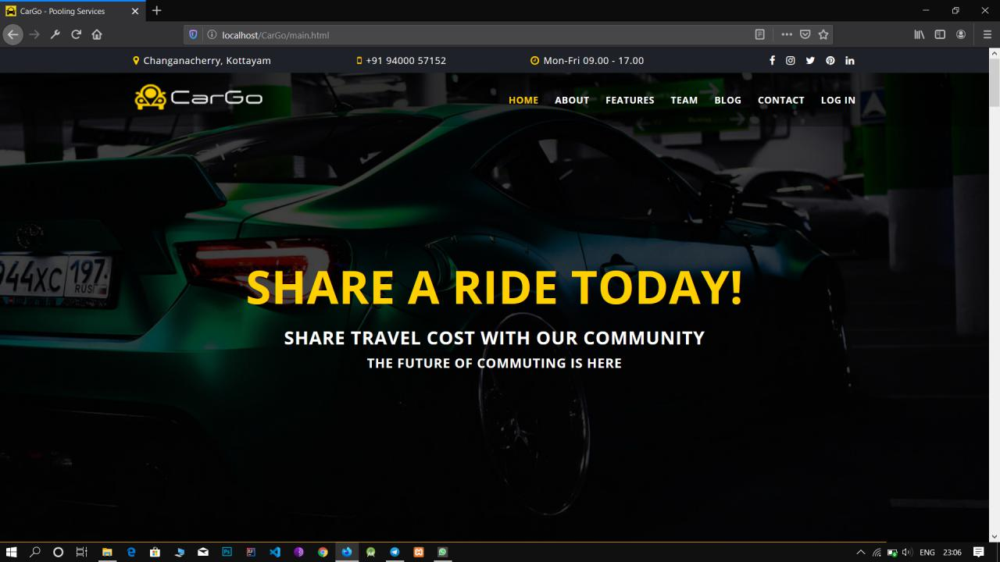 CarGo - Pooling Services
localhost/CarGo/main.html
Changanacherry, Kottayam
+91 94000 57152
Mon-Fri 09.00 - 17.00
CarGo
HOME ABOUT FEATURES TEAM BLOG CONTACT LOG IN
944XC 197
RUS
SHARE A RIDE TODAY!
SHARE TRAVEL COST WITH OUR COMMUNITY
THE FUTURE OF COMMUTING IS HERE
ENG 23:06